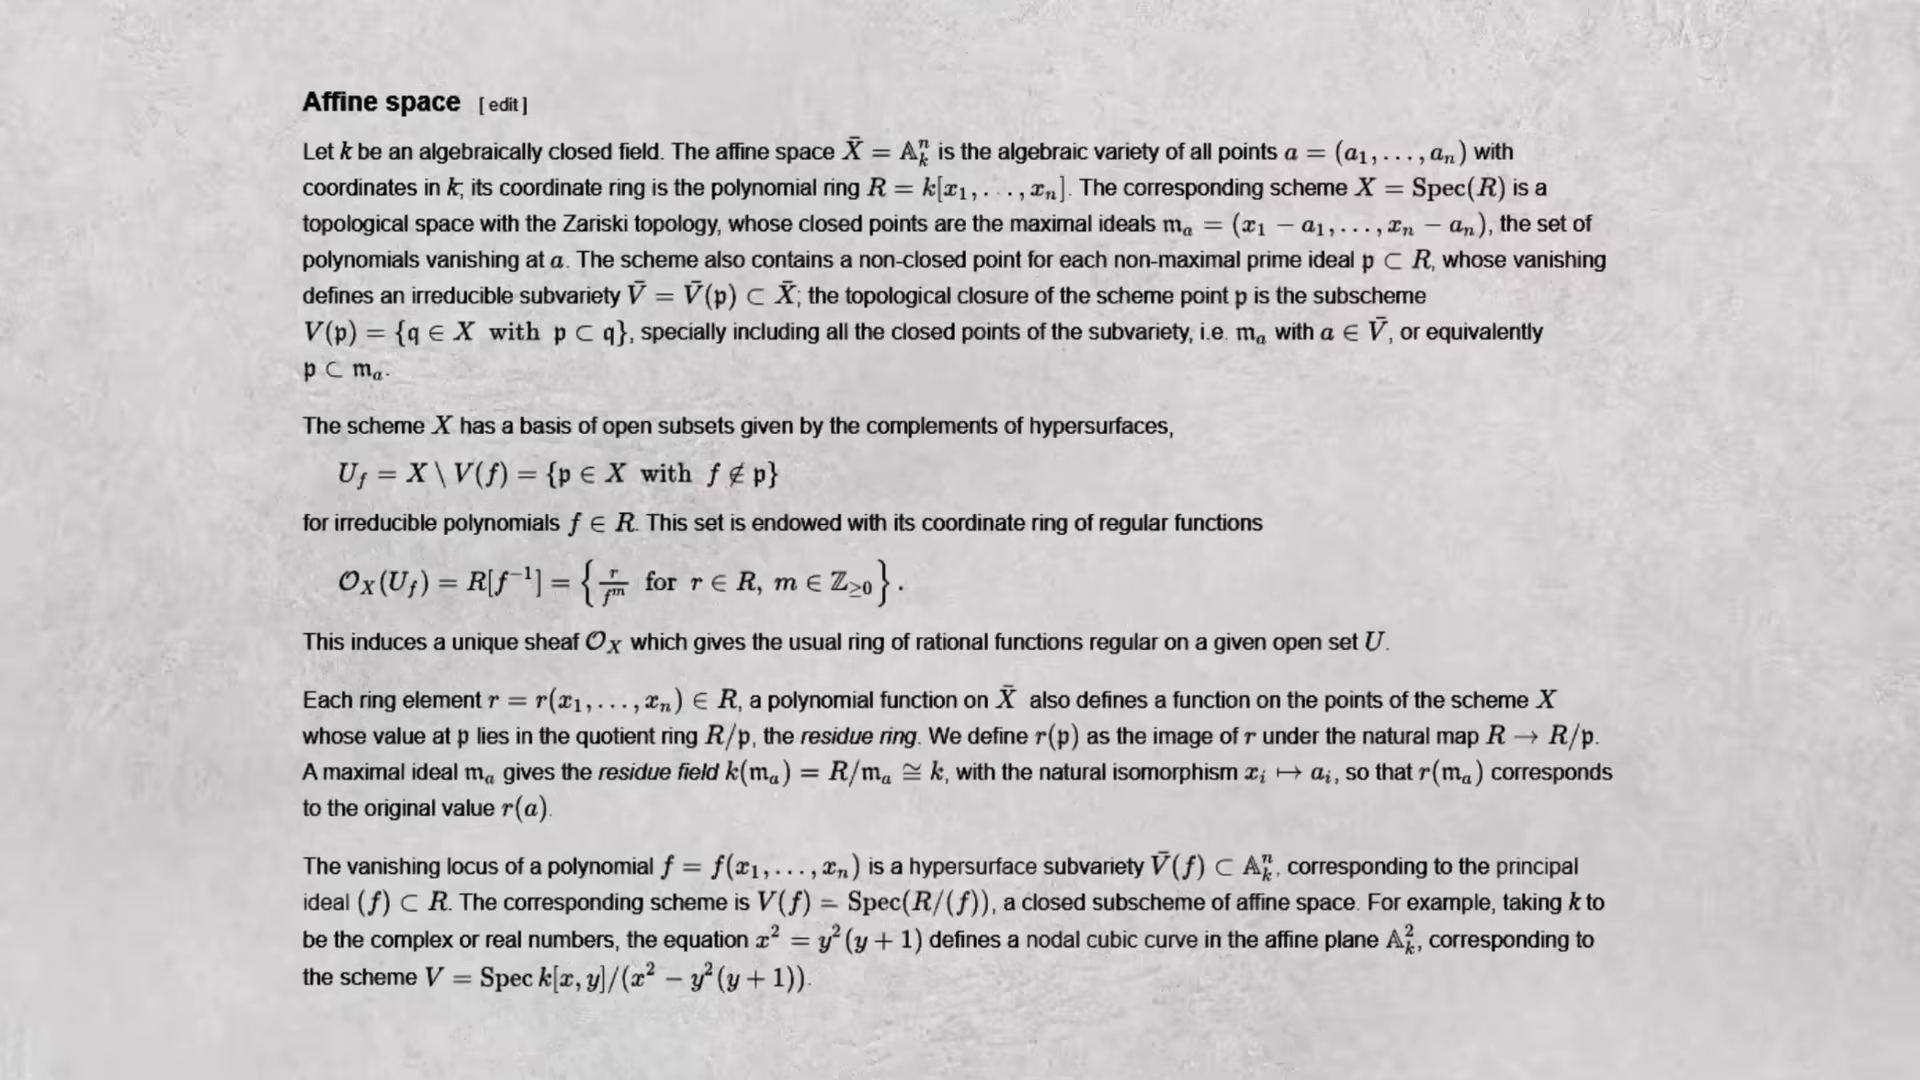 Affine space [ edit ]
Let k be an algebraically closed field. The affine space X̄ = 𝔸ⁿₖ is the algebraic variety of all points a = (a₁, . . . , aₙ) with
coordinates in k; its coordinate ring is the polynomial ring R = k[x₁, . . . , xₙ]. The corresponding scheme X = Spec(R) is a
topological space with the Zariski topology, whose closed points are the maximal ideals 𝔪ₐ = (x₁ − a₁, . . . , xₙ − aₙ), the set of
polynomials vanishing at a. The scheme also contains a non-closed point for each non-maximal prime ideal 𝔭 ⊂ R, whose vanishing
defines an irreducible subvariety V̄ = V̄(𝔭) ⊂ X̄; the topological closure of the scheme point 𝔭 is the subscheme
V(𝔭) = {𝔮 ∈ X with 𝔭 ⊂ 𝔮}, specially including all the closed points of the subvariety, i.e. 𝔪ₐ with a ∈ V̄, or equivalently
𝔭 ⊂ 𝔪ₐ.
The scheme X has a basis of open subsets given by the complements of hypersurfaces,
U_f = X \ V(f) = {𝔭 ∈ X with f ∉ 𝔭}
for irreducible polynomials f ∈ R. This set is endowed with its coordinate ring of regular functions
𝒪_X(U_f) = R[f⁻¹] = { r/fᵐ for r ∈ R, m ∈ ℤ≥₀ } .
This induces a unique sheaf 𝒪_X which gives the usual ring of rational functions regular on a given open set U.
Each ring element r = r(x₁, . . . , xₙ) ∈ R, a polynomial function on X̄ also defines a function on the points of the scheme X
whose value at 𝔭 lies in the quotient ring R/𝔭, the residue ring. We define r(𝔭) as the image of r under the natural map R → R/𝔭.
A maximal ideal 𝔪ₐ gives the residue field k(𝔪ₐ) = R/𝔪ₐ ≅ k, with the natural isomorphism xᵢ ↦ aᵢ, so that r(𝔪ₐ) corresponds
to the original value r(a).
The vanishing locus of a polynomial f = f(x₁, . . . , xₙ) is a hypersurface subvariety V̄(f) ⊂ 𝔸ⁿₖ, corresponding to the principal
ideal (f) ⊂ R. The corresponding scheme is V(f) = Spec(R/(f)), a closed subscheme of affine space. For example, taking k to
be the complex or real numbers, the equation x² = y²(y + 1) defines a nodal cubic curve in the affine plane 𝔸²ₖ, corresponding to
the scheme V = Spec k[x, y]/(x² − y²(y + 1)).